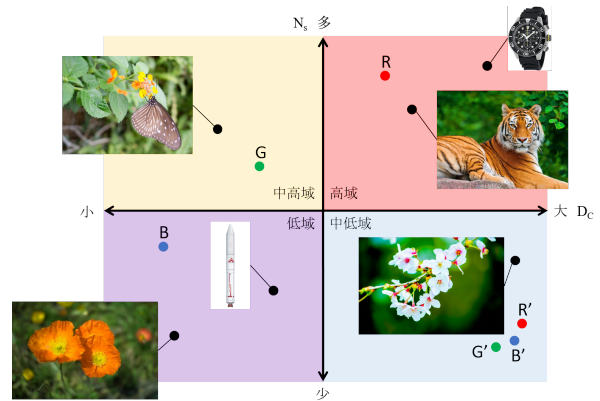 Ns 多
R
G
中高域 高域
小 大 DC
低域 中低域
B
R′
G′ B′
少